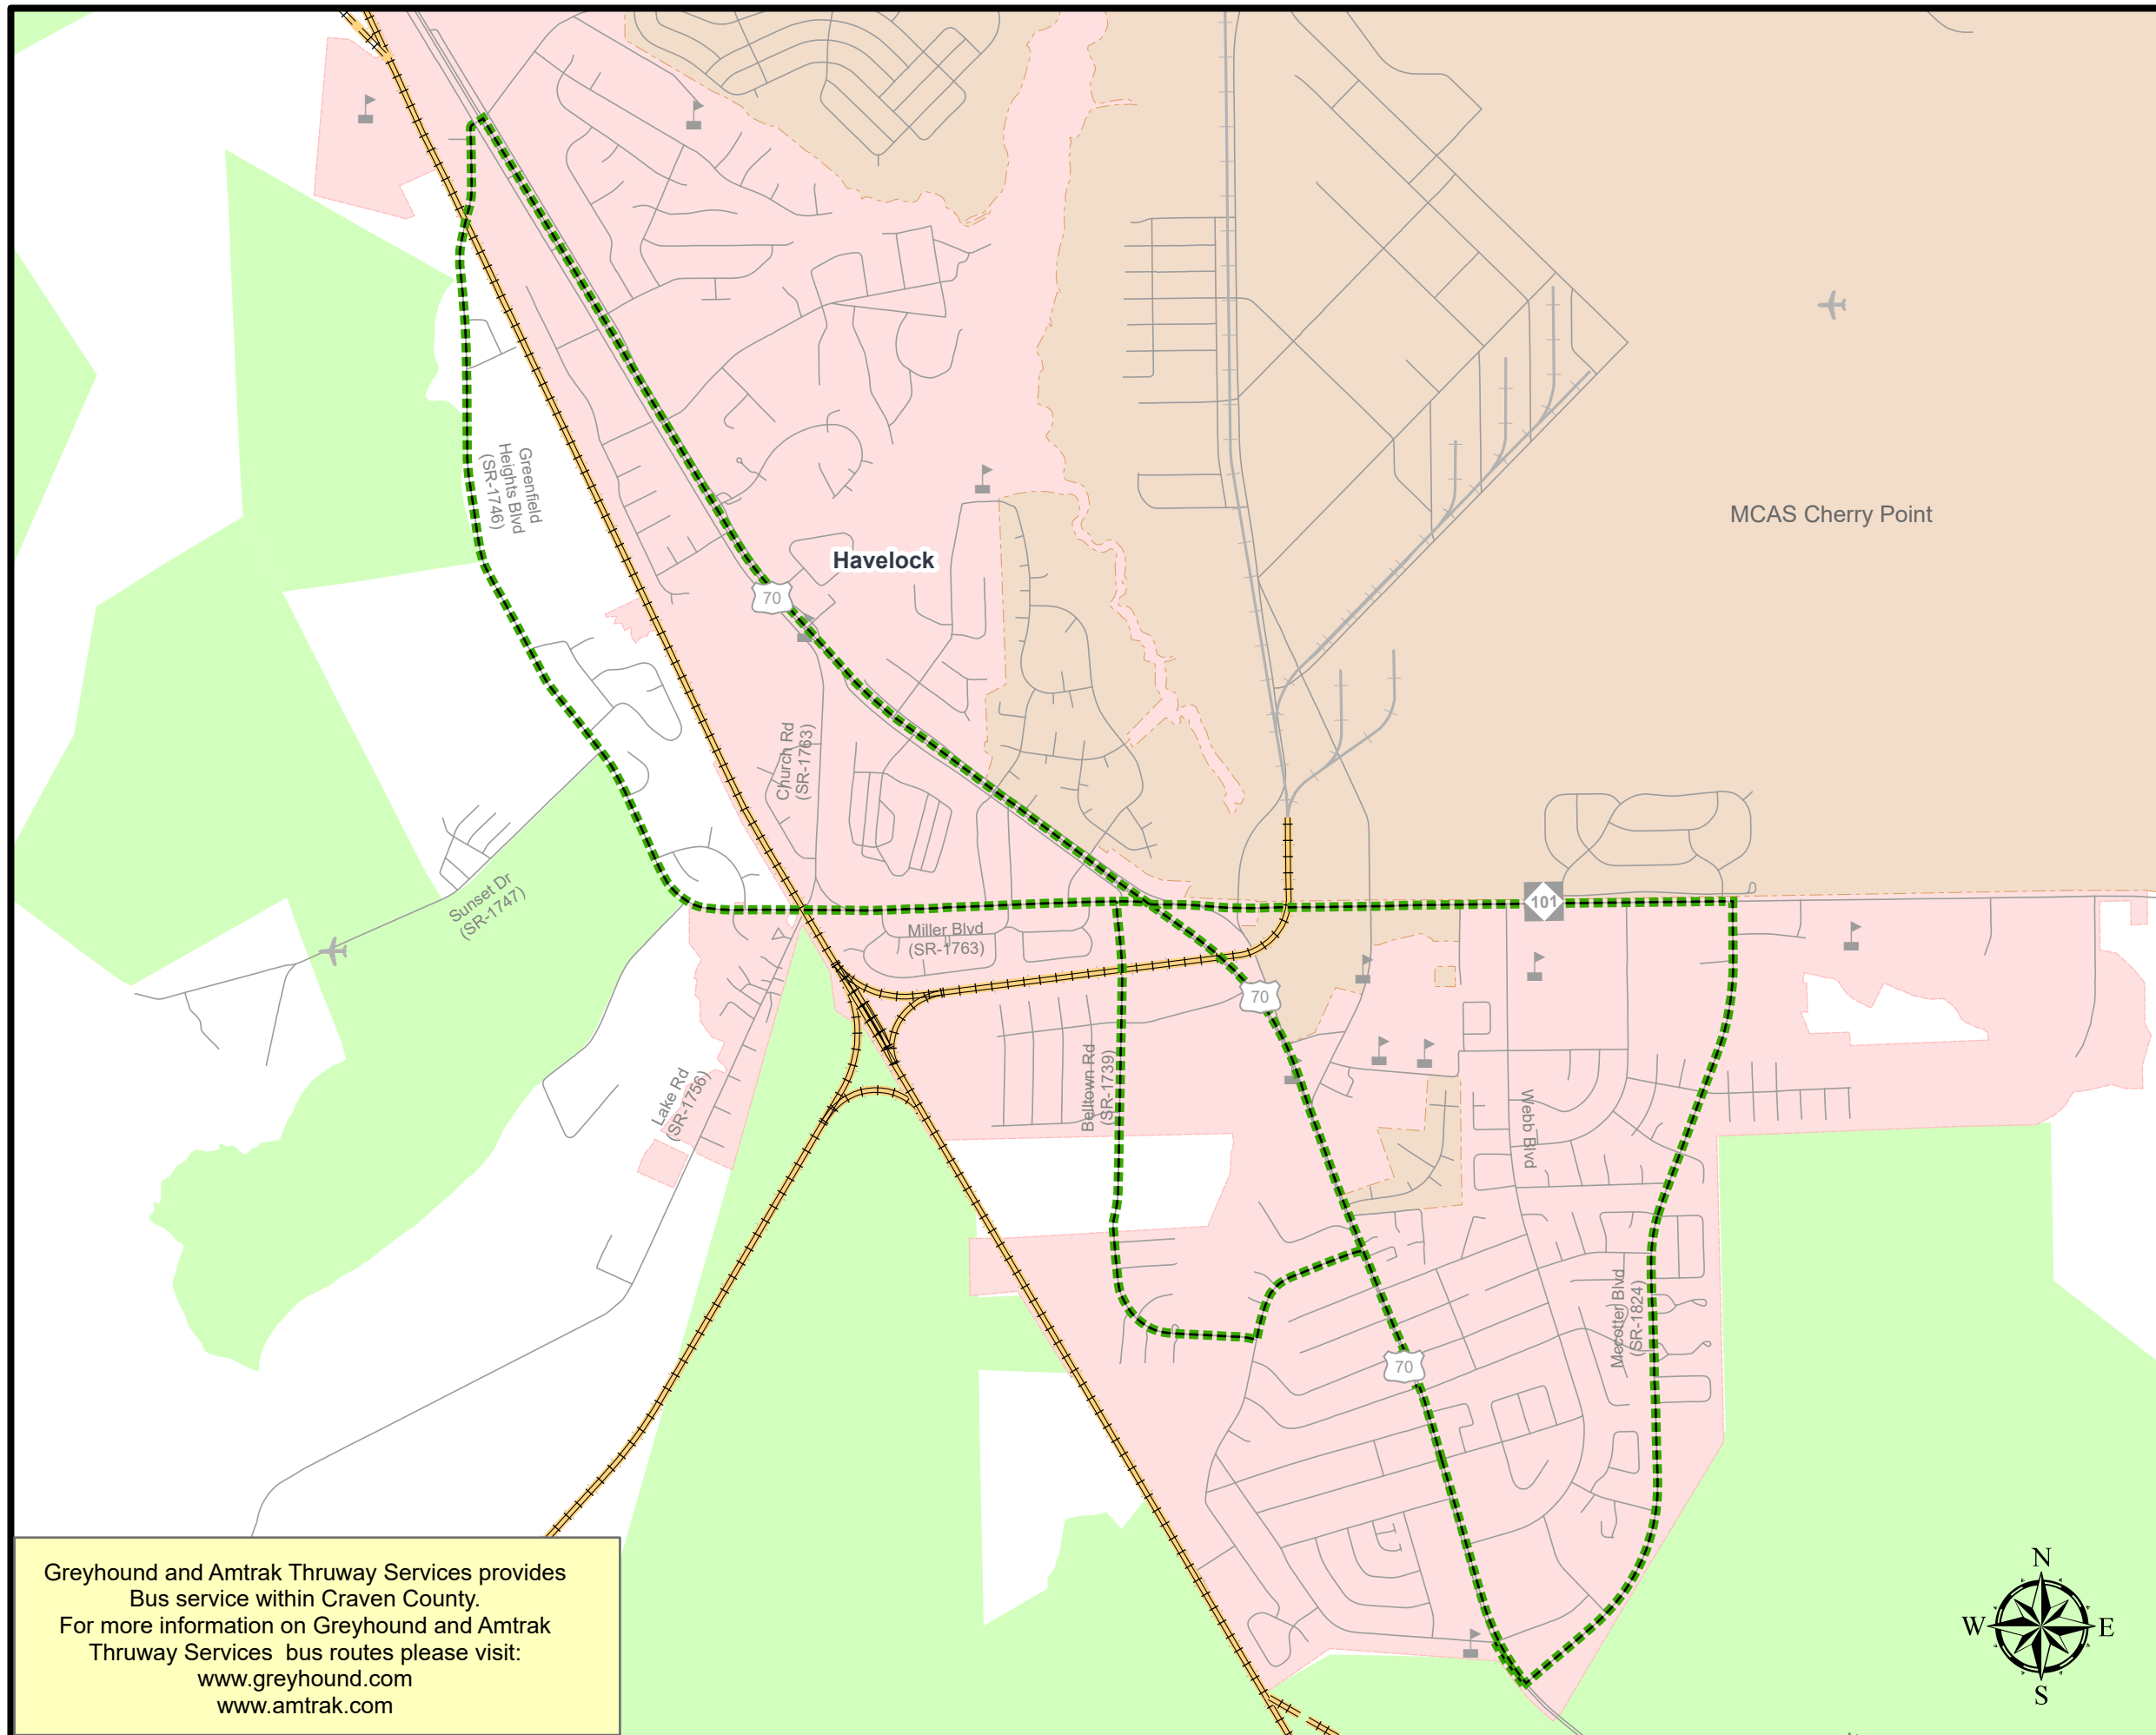 Greenfield
Heights Blvd
(SR-1746)
MCAS Cherry Point
Havelock
70
Church Rd
(SR-1763)
Sunset Dr
(SR-1747)
101
Miller Blvd
(SR-1763)
70
Lake Rd
(SR-1756)
Belltown Rd
(SR-1739)
Webb Blvd
Mccotter Blvd
(SR-1824)
70
Greyhound and Amtrak Thruway Services provides
Bus service within Craven County.
For more information on Greyhound and Amtrak
Thruway Services bus routes please visit:
www.greyhound.com
www.amtrak.com
N
W
E
S